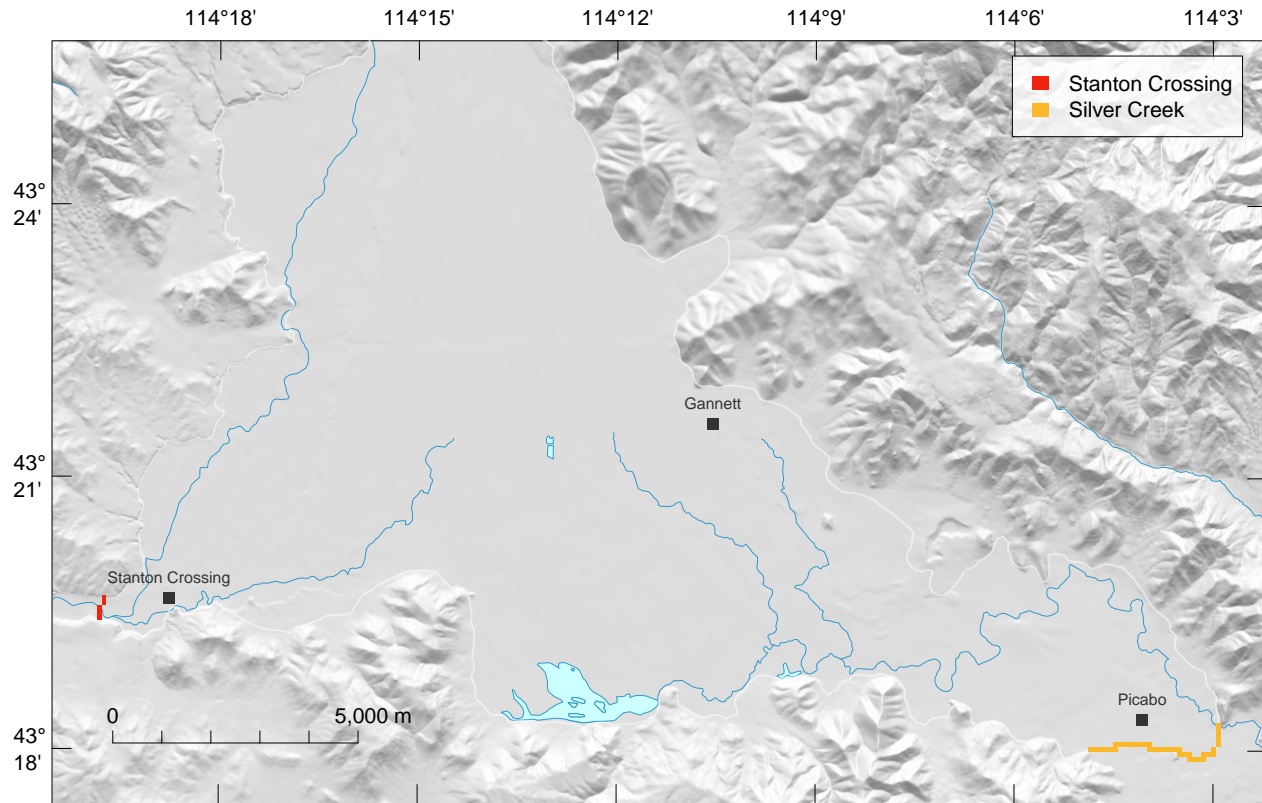 114°18' 114°15' 114°12' 114°9' 114°6' 114°3'
Stanton Crossing
Silver Creek
43°
24'
Gannett
43°
21'
Stanton Crossing
Picabo
0 5,000 m
43°
18'